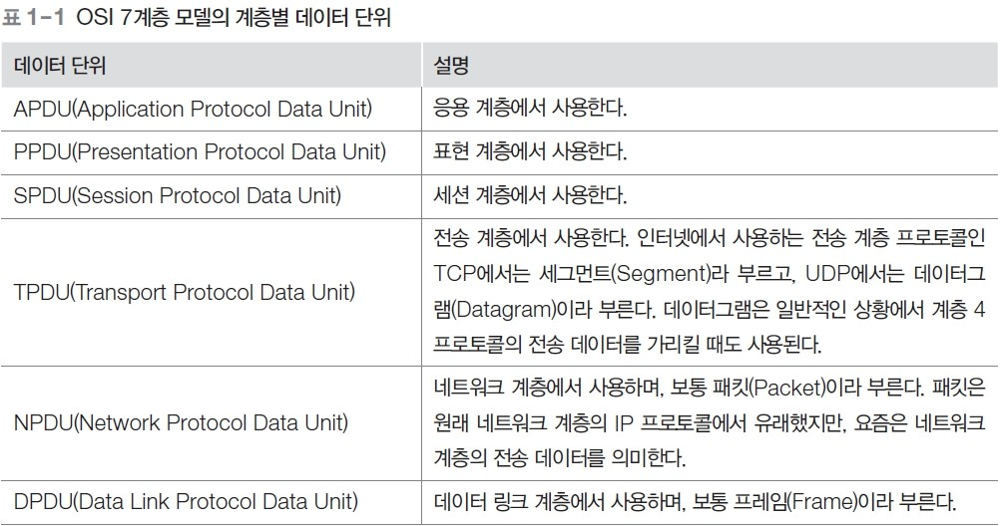 표 1-1 OSI 7계층 모델의 계층별 데이터 단위
데이터 단위 설명
APDU(Application Protocol Data Unit) 응용 계층에서 사용한다.
PPDU(Presentation Protocol Data Unit) 표현 계층에서 사용한다.
SPDU(Session Protocol Data Unit) 세션 계층에서 사용한다.
TPDU(Transport Protocol Data Unit)
전송 계층에서 사용한다. 인터넷에서 사용하는 전송 계층 프로토콜인
TCP에서는 세그먼트(Segment)라 부르고, UDP에서는 데이터그
램(Datagram)이라 부른다. 데이터그램은 일반적인 상황에서 계층 4
프로토콜의 전송 데이터를 가리킬 때도 사용된다.
NPDU(Network Protocol Data Unit)
네트워크 계층에서 사용하며, 보통 패킷(Packet)이라 부른다. 패킷은
원래 네트워크 계층의 IP 프로토콜에서 유래했지만, 요즘은 네트워크
계층의 전송 데이터를 의미한다.
DPDU(Data Link Protocol Data Unit) 데이터 링크 계층에서 사용하며, 보통 프레임(Frame)이라 부른다.